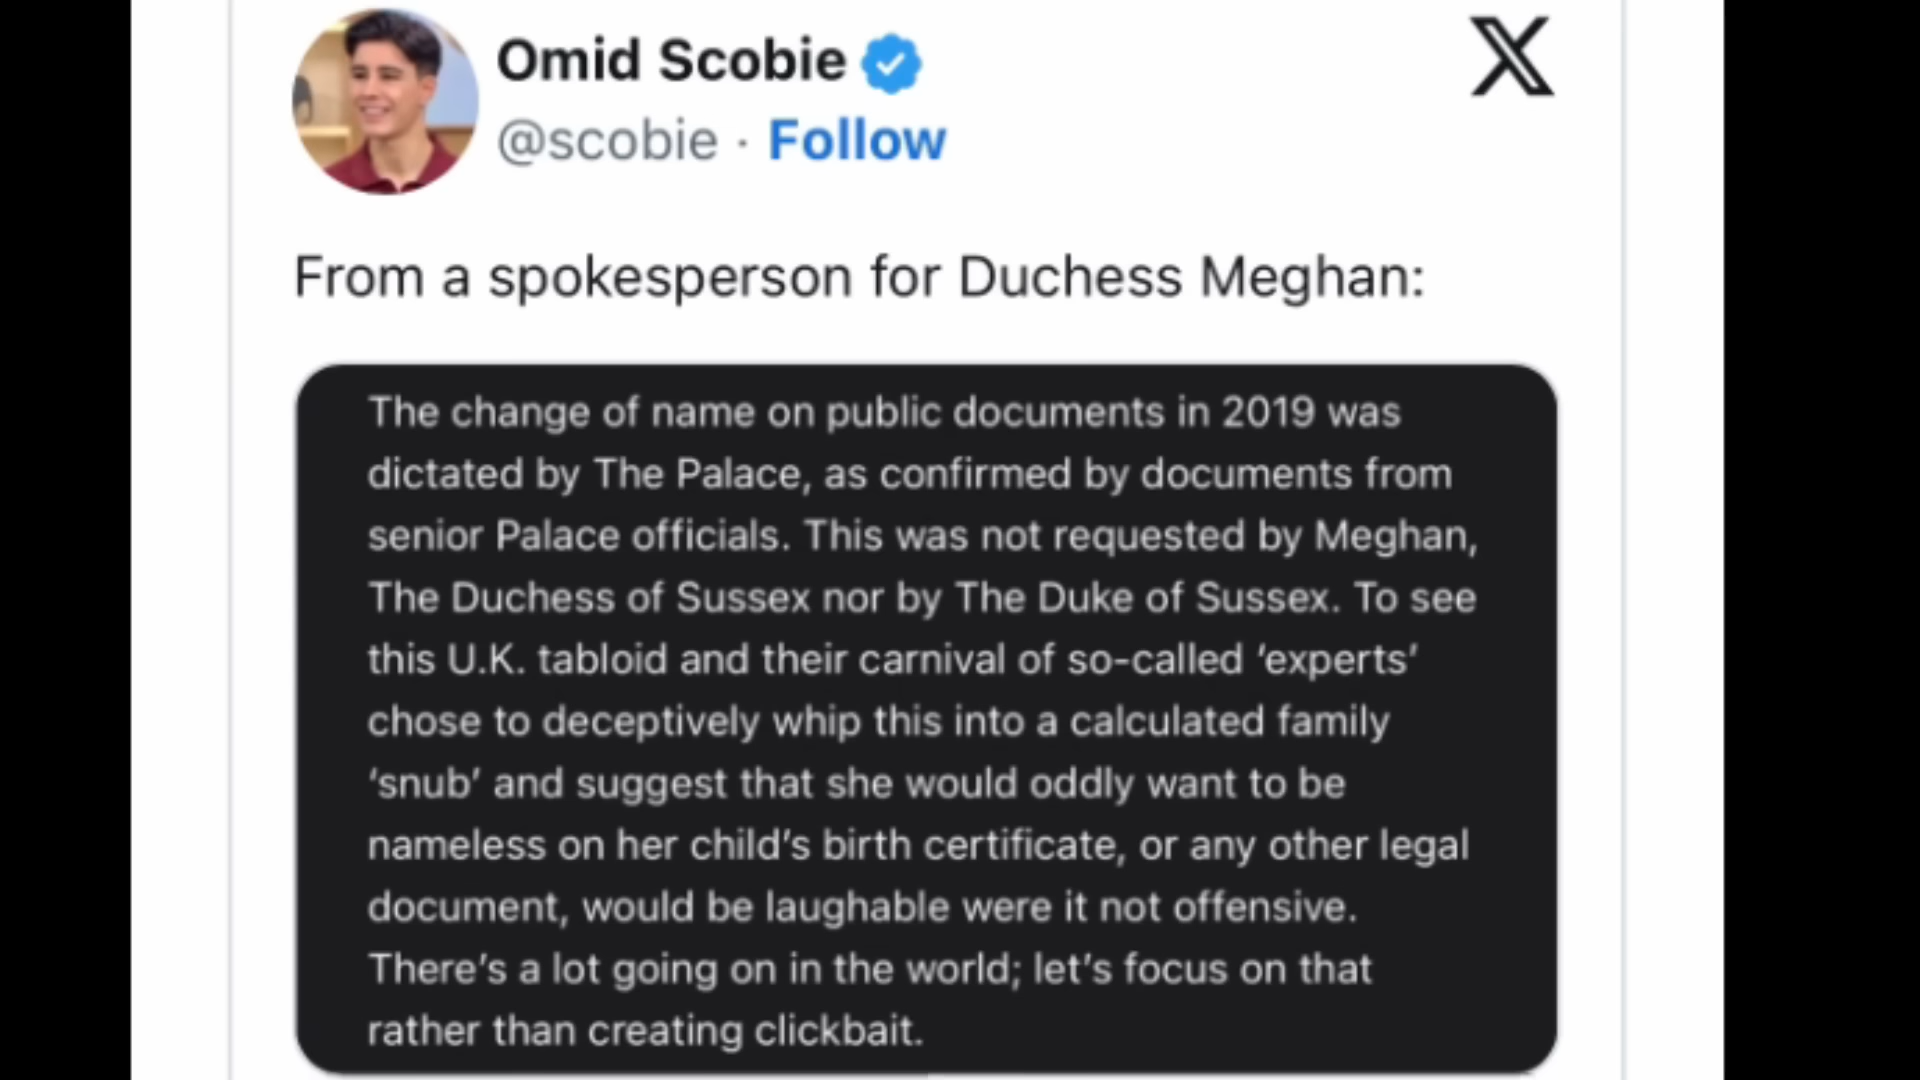 Omid Scobie
@scobie · Follow
From a spokesperson for Duchess Meghan:
The change of name on public documents in 2019 was
dictated by The Palace, as confirmed by documents from
senior Palace officials. This was not requested by Meghan,
The Duchess of Sussex nor by The Duke of Sussex. To see
this U.K. tabloid and their carnival of so-called ‘experts’
chose to deceptively whip this into a calculated family
‘snub’ and suggest that she would oddly want to be
nameless on her child’s birth certificate, or any other legal
document, would be laughable were it not offensive.
There’s a lot going on in the world; let’s focus on that
rather than creating clickbait.